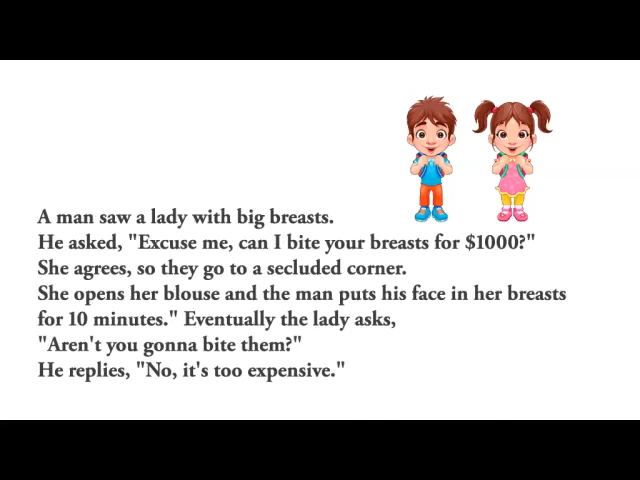 A man saw a lady with big breasts.
He asked, "Excuse me, can I bite your breasts for $1000?"
She agrees, so they go to a secluded corner.
She opens her blouse and the man puts his face in her breasts
for 10 minutes." Eventually the lady asks,
"Aren't you gonna bite them?"
He replies, "No, it's too expensive."